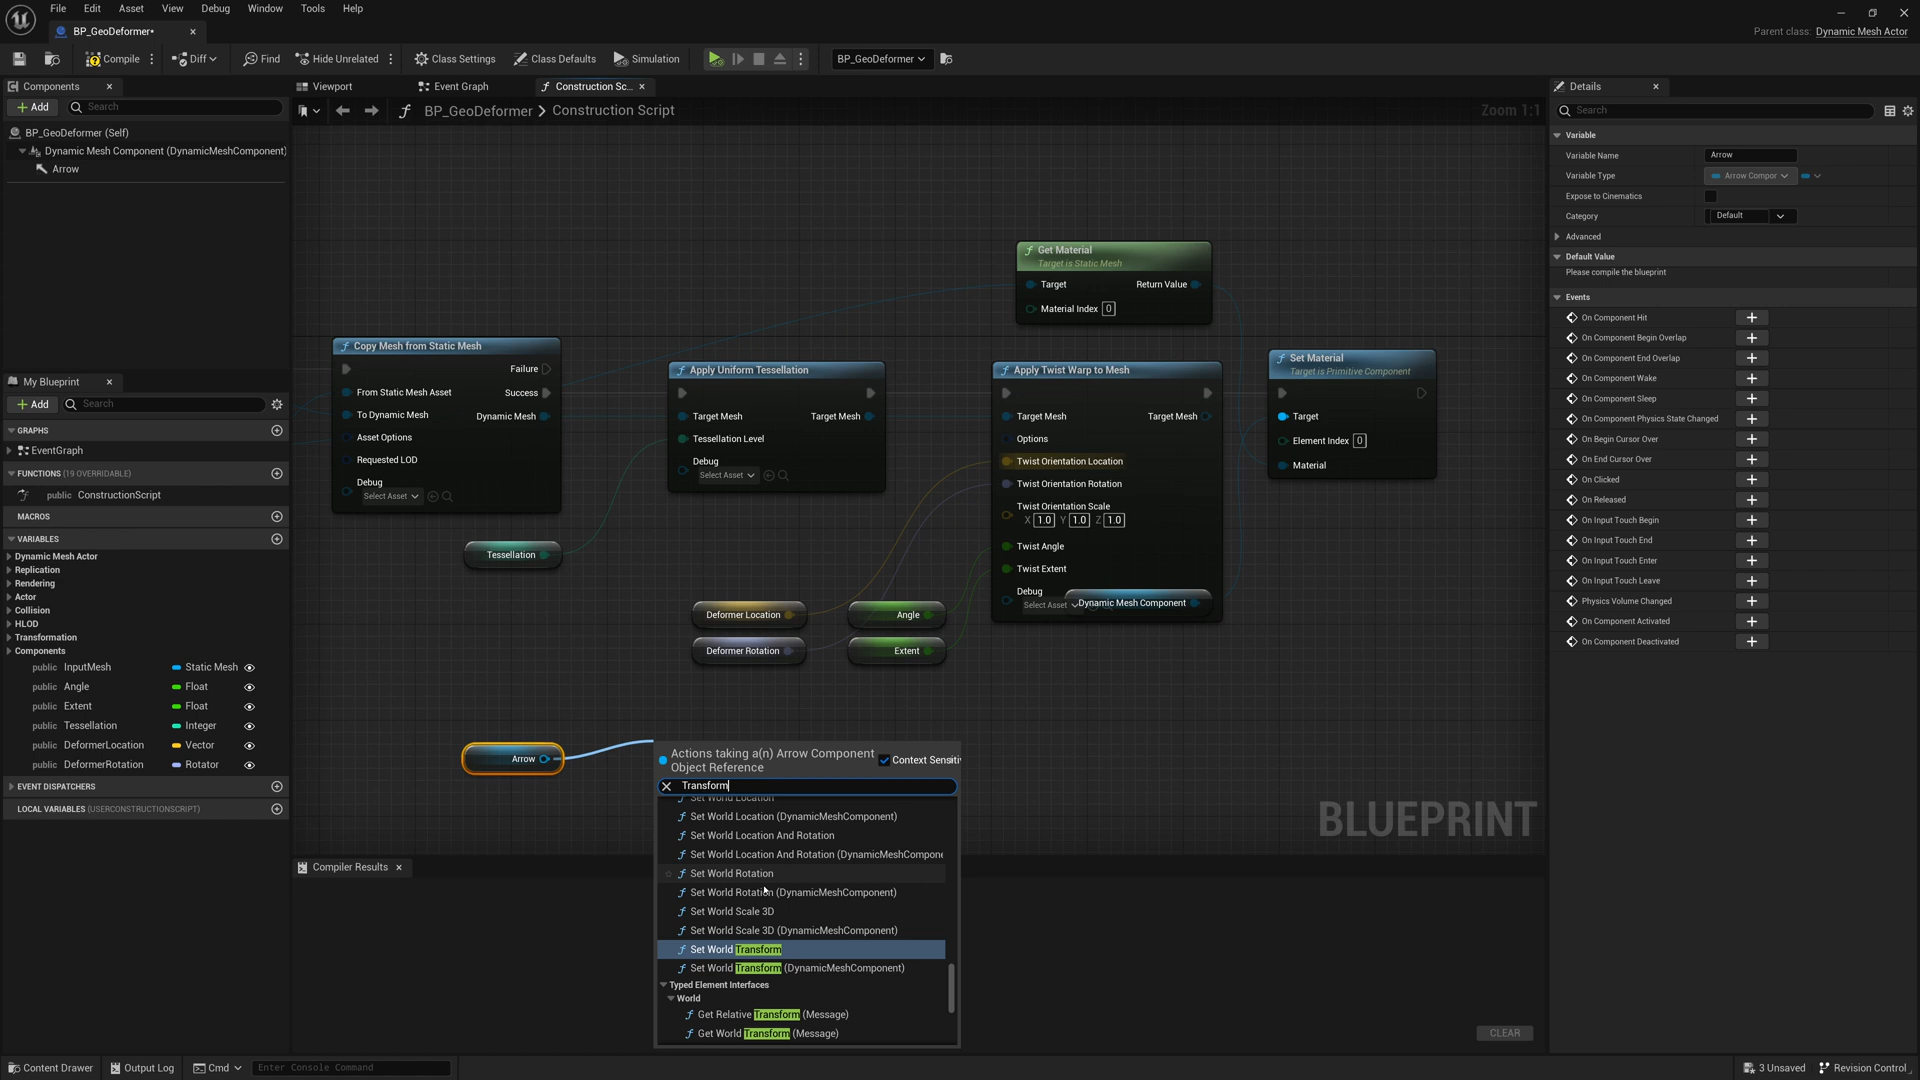 File Edit Asset View Debug Window Tools Help
BP_GeoDeformer*
Parent class: Dynamic Mesh Actor
Compile Diff Find Hide Unrelated Class Settings Class Defaults Simulation BP_GeoDeformer
Components
Add Search
BP_GeoDeformer (Self)
Dynamic Mesh Component (DynamicMeshComponent)
Arrow
My Blueprint
Add Search
GRAPHS
EventGraph
FUNCTIONS (19 OVERRIDABLE)
public ConstructionScript
MACROS
VARIABLES
Dynamic Mesh Actor
Replication
Rendering
Actor
Collision
HLOD
Transformation
Components
public InputMesh Static Mesh
public Angle Float
public Extent Float
public Tessellation Integer
public DeformerLocation Vector
public DeformerRotation Rotator
EVENT DISPATCHERS
LOCAL VARIABLES (USERCONSTRUCTIONSCRIPT)
Viewport Event Graph Construction Sc...
BP_GeoDeformer > Construction Script
Zoom 1:1
Get Material
Target is Static Mesh
Target Return Value
Material Index 0
Copy Mesh from Static Mesh
Failure
From Static Mesh Asset Success
To Dynamic Mesh Dynamic Mesh
Asset Options
Requested LOD
Debug
Select Asset
Apply Uniform Tessellation
Target Mesh Target Mesh
Tessellation Level
Debug
Select Asset
Apply Twist Warp to Mesh
Target Mesh Target Mesh
Options
Twist Orientation Location
Twist Orientation Rotation
Twist Orientation Scale
X 1.0 Y 1.0 Z 1.0
Twist Angle
Twist Extent
Debug
Select Asset
Dynamic Mesh Component
Set Material
Target is Primitive Component
Target
Element Index 0
Material
Tessellation
Deformer Location
Angle
Deformer Rotation
Extent
Arrow
Actions taking a(n) Arrow Component
Object Reference
Context Sensiti
Transform
Set World Location
Set World Location (DynamicMeshComponent)
Set World Location And Rotation
Set World Location And Rotation (DynamicMeshCompone
Set World Rotation
Set World Rotation (DynamicMeshComponent)
Set World Scale 3D
Set World Scale 3D (DynamicMeshComponent)
Set World Transform
Set World Transform (DynamicMeshComponent)
Typed Element Interfaces
World
Get Relative Transform (Message)
Get World Transform (Message)
BLUEPRINT
Compiler Results
CLEAR
Details
Search
Variable
Variable Name Arrow
Variable Type Arrow Compor
Expose to Cinematics
Category Default
Advanced
Default Value
Please compile the blueprint
Events
On Component Hit
On Component Begin Overlap
On Component End Overlap
On Component Wake
On Component Sleep
On Component Physics State Changed
On Begin Cursor Over
On End Cursor Over
On Clicked
On Released
On Input Touch Begin
On Input Touch End
On Input Touch Enter
On Input Touch Leave
Physics Volume Changed
On Component Activated
On Component Deactivated
Content Drawer Output Log Cmd Enter Console Command
3 Unsaved Revision Control